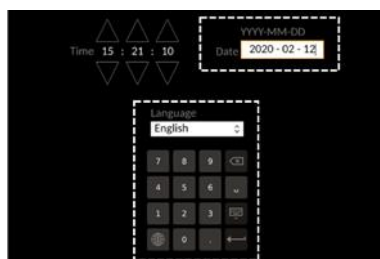 YYYY-MM-DD
Time 15 : 21 : 10
Date 2020 - 02 - 12
Language
English
7 8 9
4 5 6
1 2 3
0 .